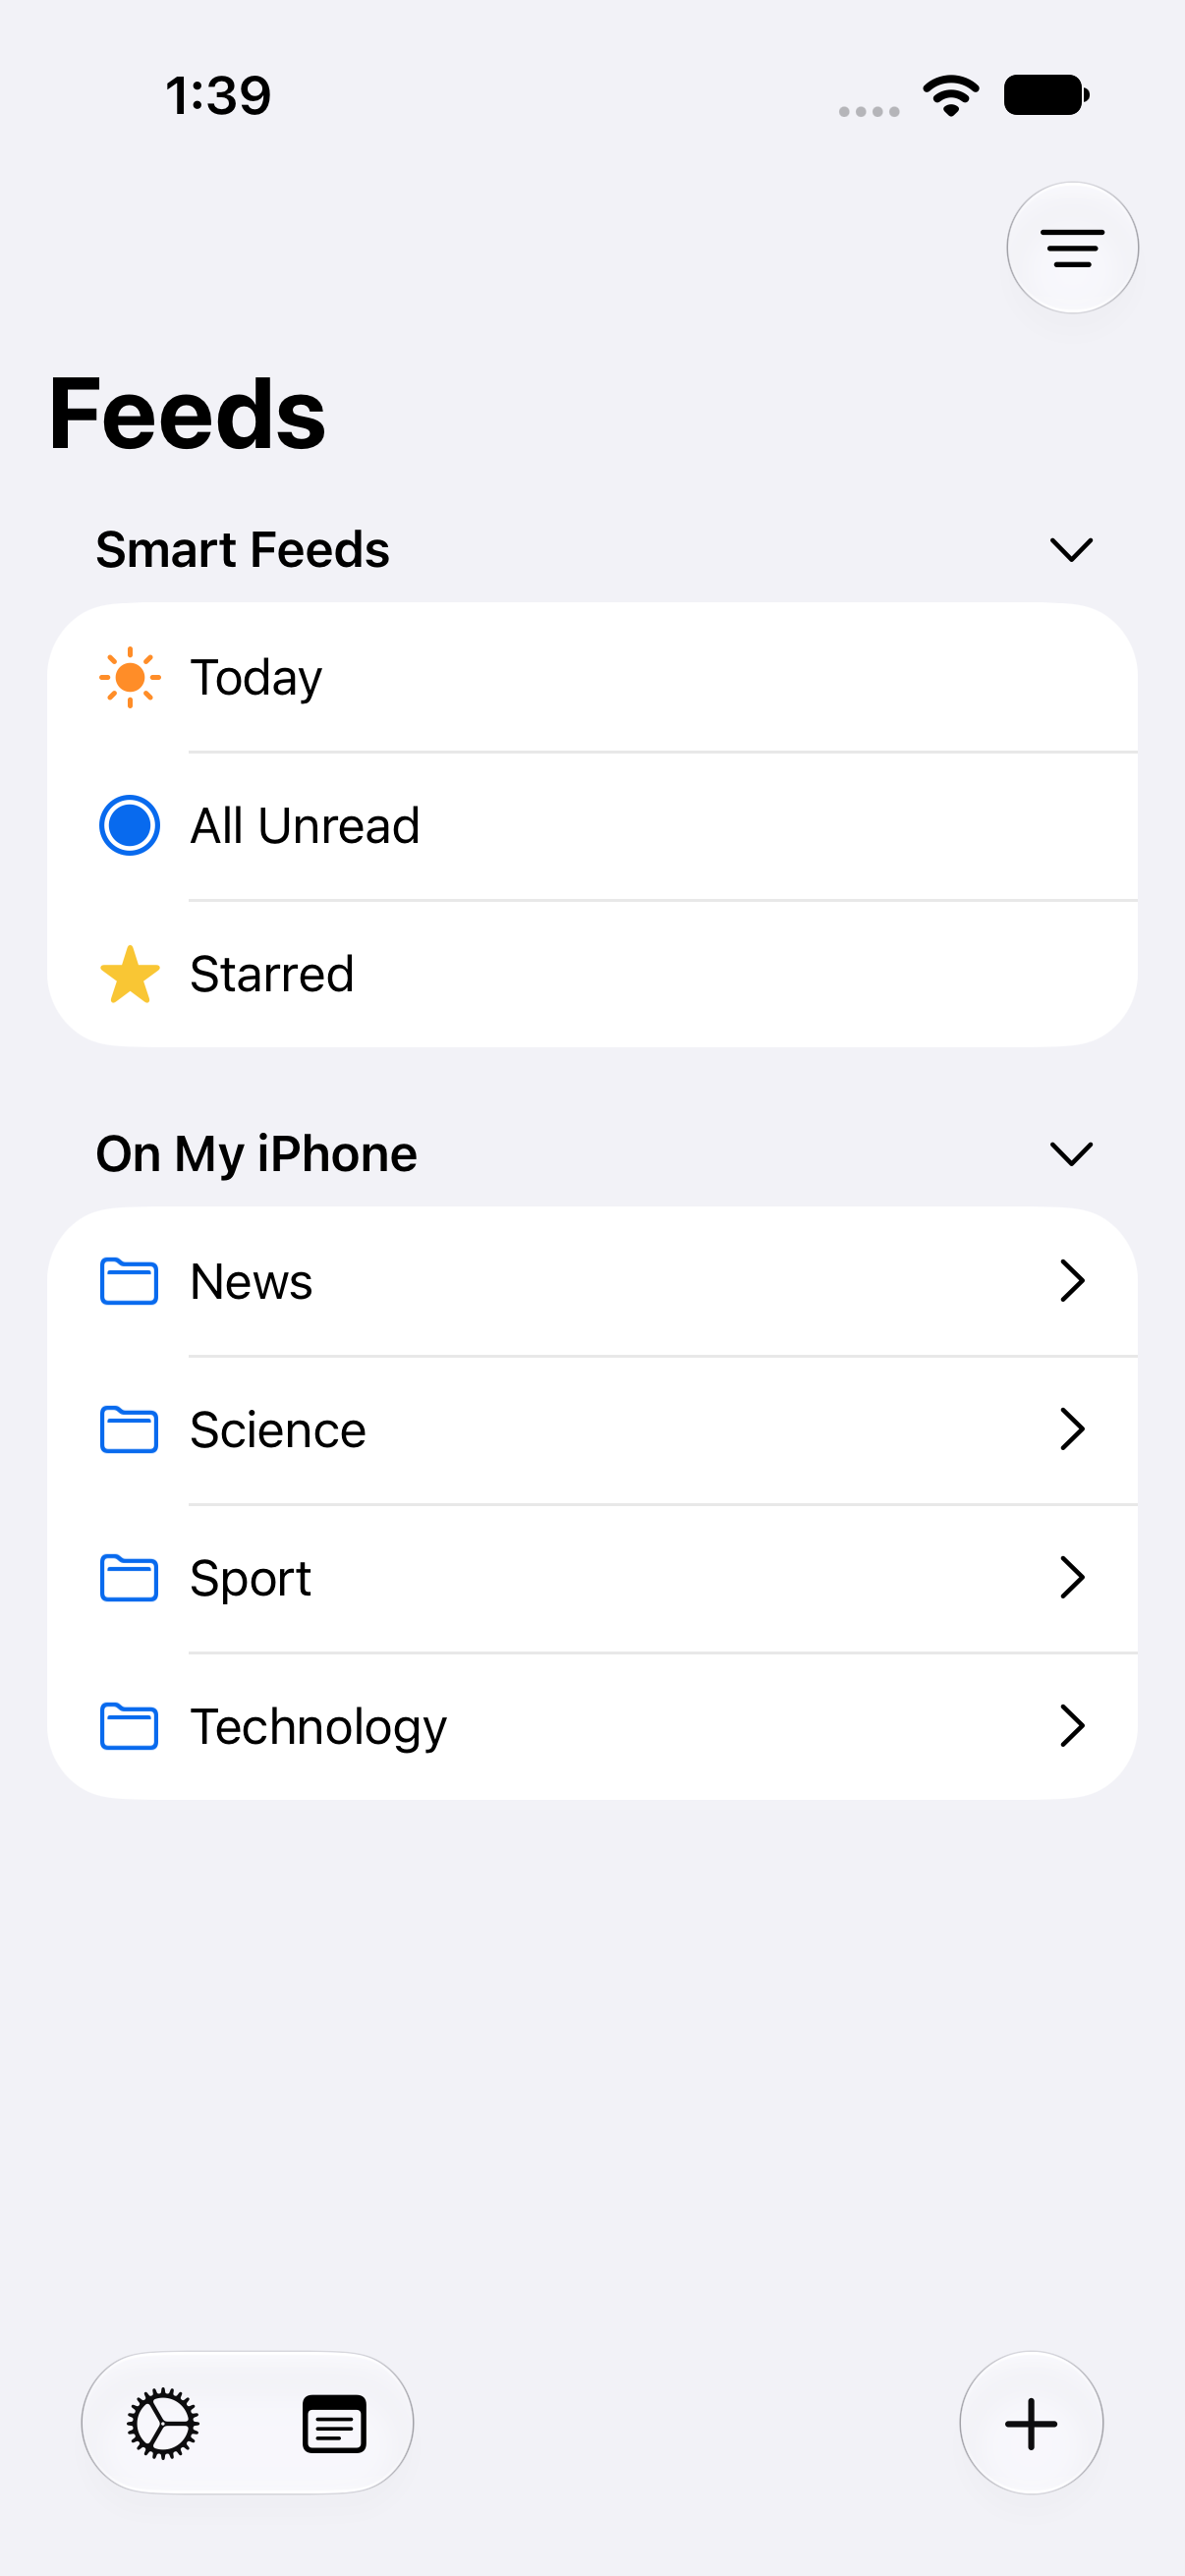 1:39
Feeds
Smart Feeds
Today
All Unread
Starred
On My iPhone
News
Science
Sport
Technology